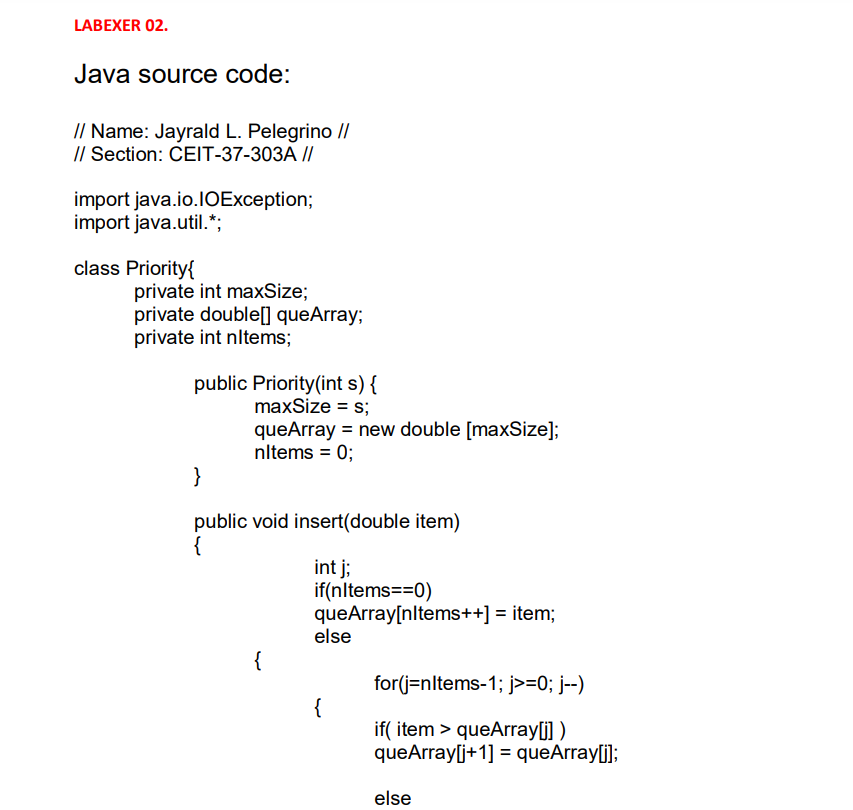 LABEXER 02.
Java source code:
// Name: Jayrald L. Pelegrino //
// Section: CEIT-37-303A //
import java.io.IOException;
import java.util.*;
class Priority{
private int maxSize;
private double[] queArray;
private int nItems;
public Priority(int s) {
maxSize = s;
queArray = new double [maxSize];
nItems = 0;
}
public void insert(double item)
{
int j;
if(nItems==0)
queArray[nItems++] = item;
else
{
for(j=nItems-1; j>=0; j--)
{
if( item > queArray[j] )
queArray[j+1] = queArray[j];
else